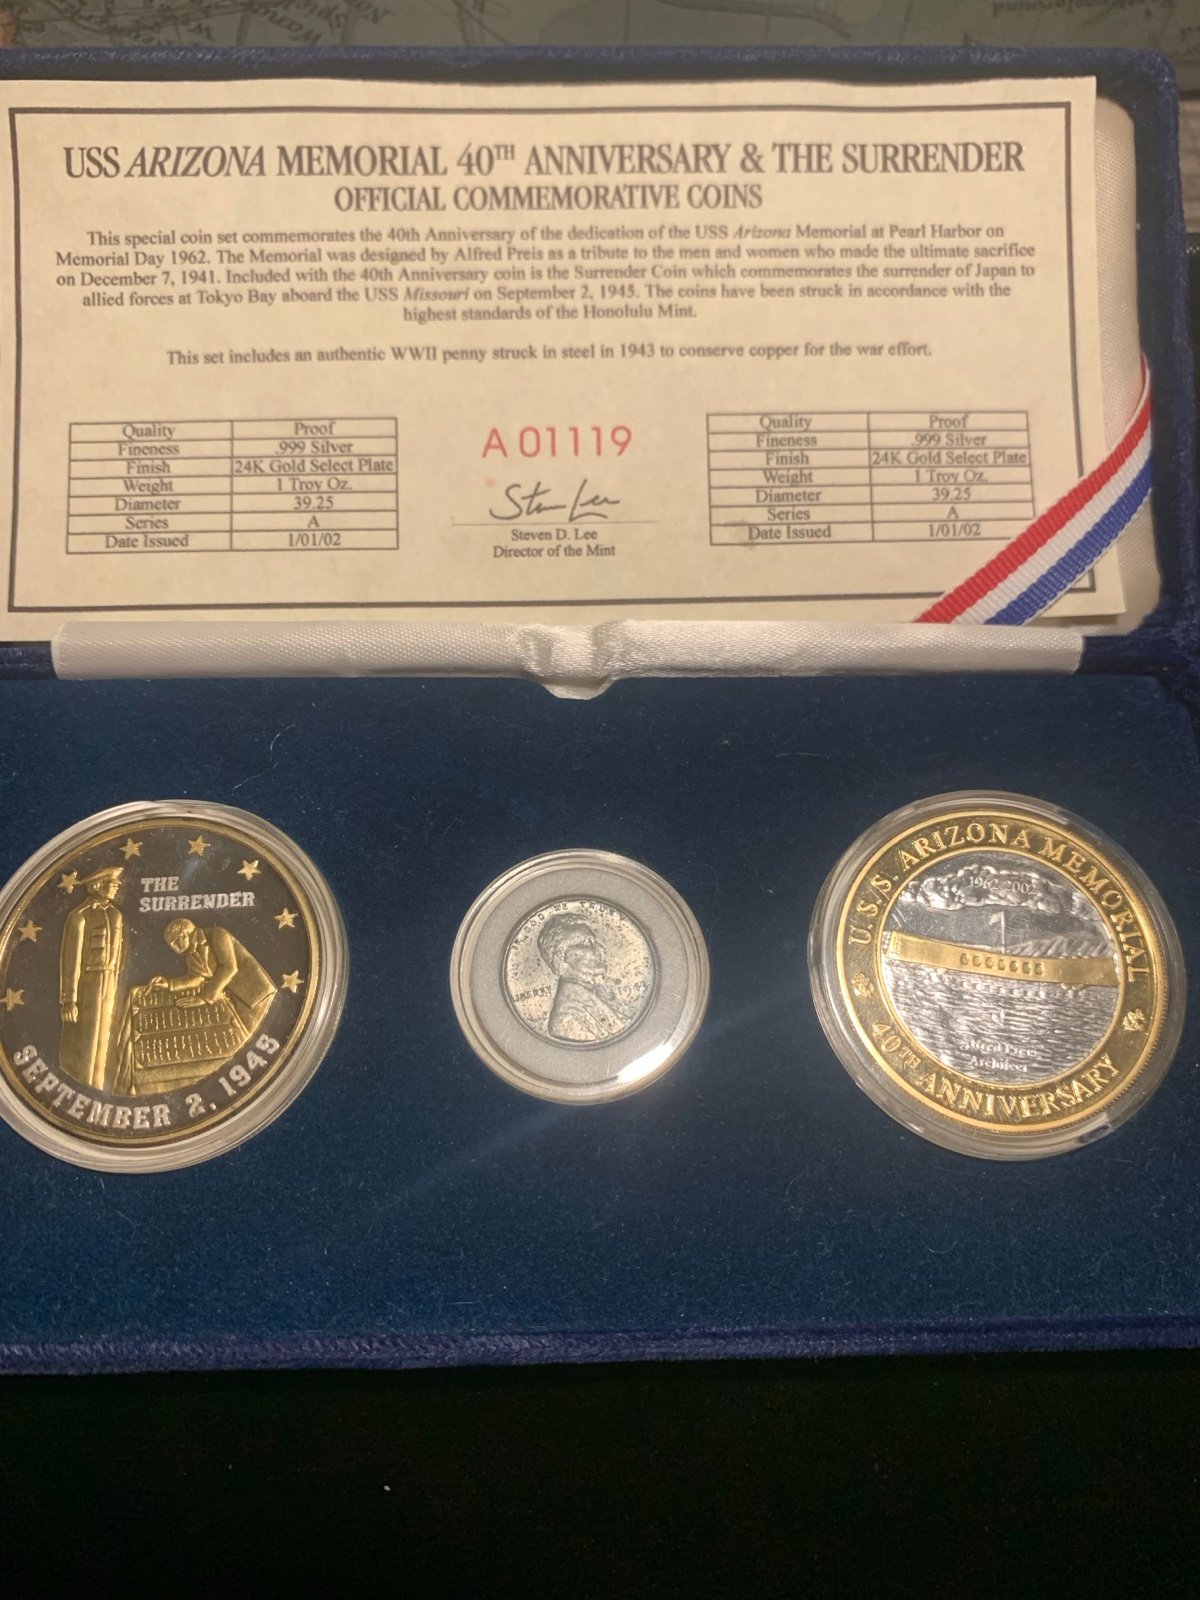 USS ARIZONA MEMORIAL 40TH ANNIVERSARY & THE SURRENDER
OFFICIAL COMMEMORATIVE COINS
This special coin set commemorates the 40th Anniversary of the dedication of the USS Arizona Memorial at Pearl Harbor on
Memorial Day 1962. The Memorial was designed by Alfred Preis as a tribute to the men and women who made the ultimate sacrifice
on December 7, 1941. Included with the 40th Anniversary coin is the Surrender Coin which commemorates the surrender of Japan to
allied forces at Tokyo Bay aboard the USS Missouri on September 2, 1945. The coins have been struck in accordance with the
highest standards of the Honolulu Mint.
This set includes an authentic WWII penny struck in steel in 1943 to conserve copper for the war effort.
Quality Proof
Fineness .999 Silver
Finish 24K Gold Select Plate
Weight 1 Troy Oz.
Diameter 39.25
Series A
Date Issued 1/01/02
A 01119
Steven D. Lee
Director of the Mint
Quality Proof
Fineness .999 Silver
Finish 24K Gold Select Plate
Weight 1 Troy Oz.
Diameter 39.25
Series A
Date Issued 1/01/02
THE
SURRENDER
SEPTEMBER 2, 1945
IN GOD WE TRUST
LIBERTY
U.S.S. ARIZONA MEMORIAL
1962-2002
Alfred Preis,
Architect
40TH ANNIVERSARY